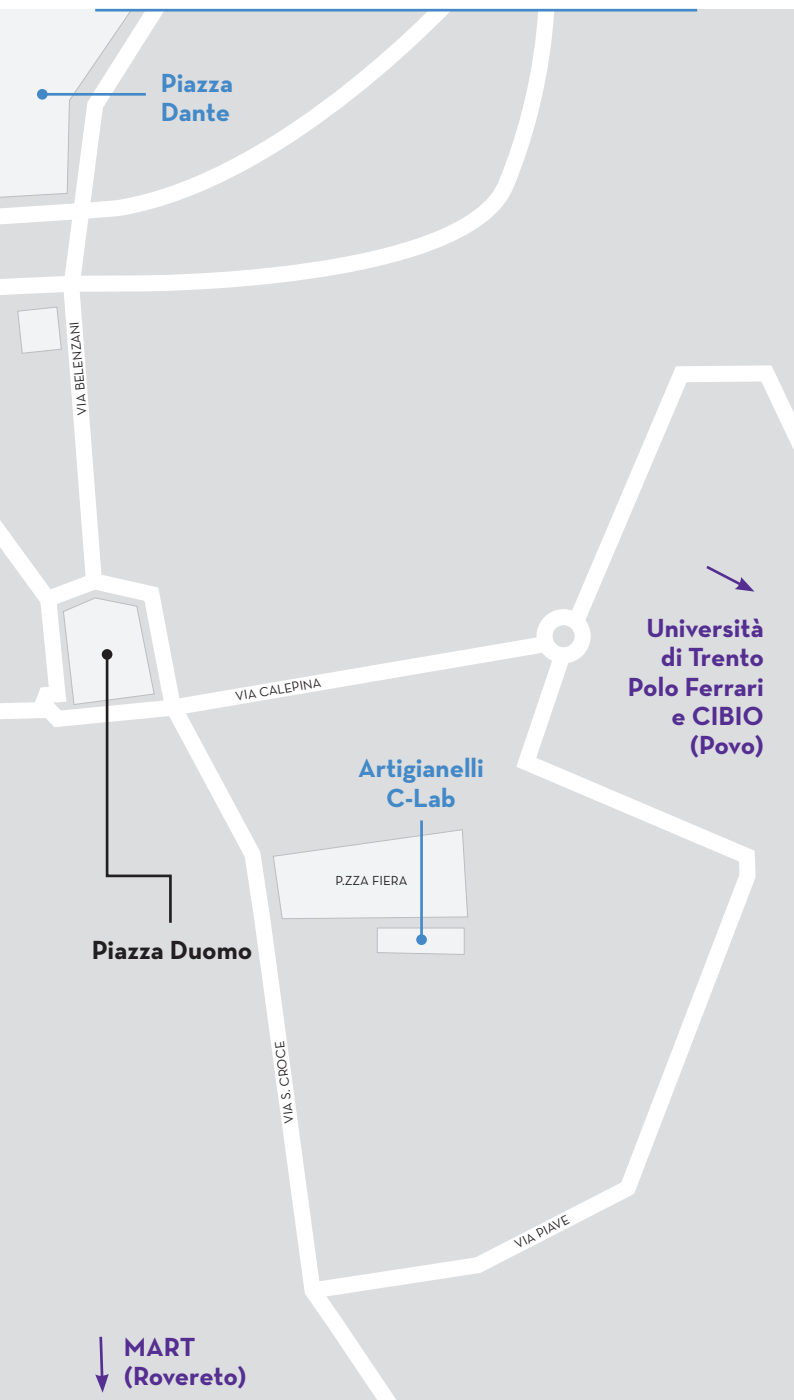 Piazza
Dante
VIA BELENZANI
Università
di Trento
Polo Ferrari
e CIBIO
(Povo)
VIA CALEPINA
Artigianelli
C-Lab
P.ZZA FIERA
Piazza Duomo
VIA S. CROCE
VIA PIAVE
MART
(Rovereto)